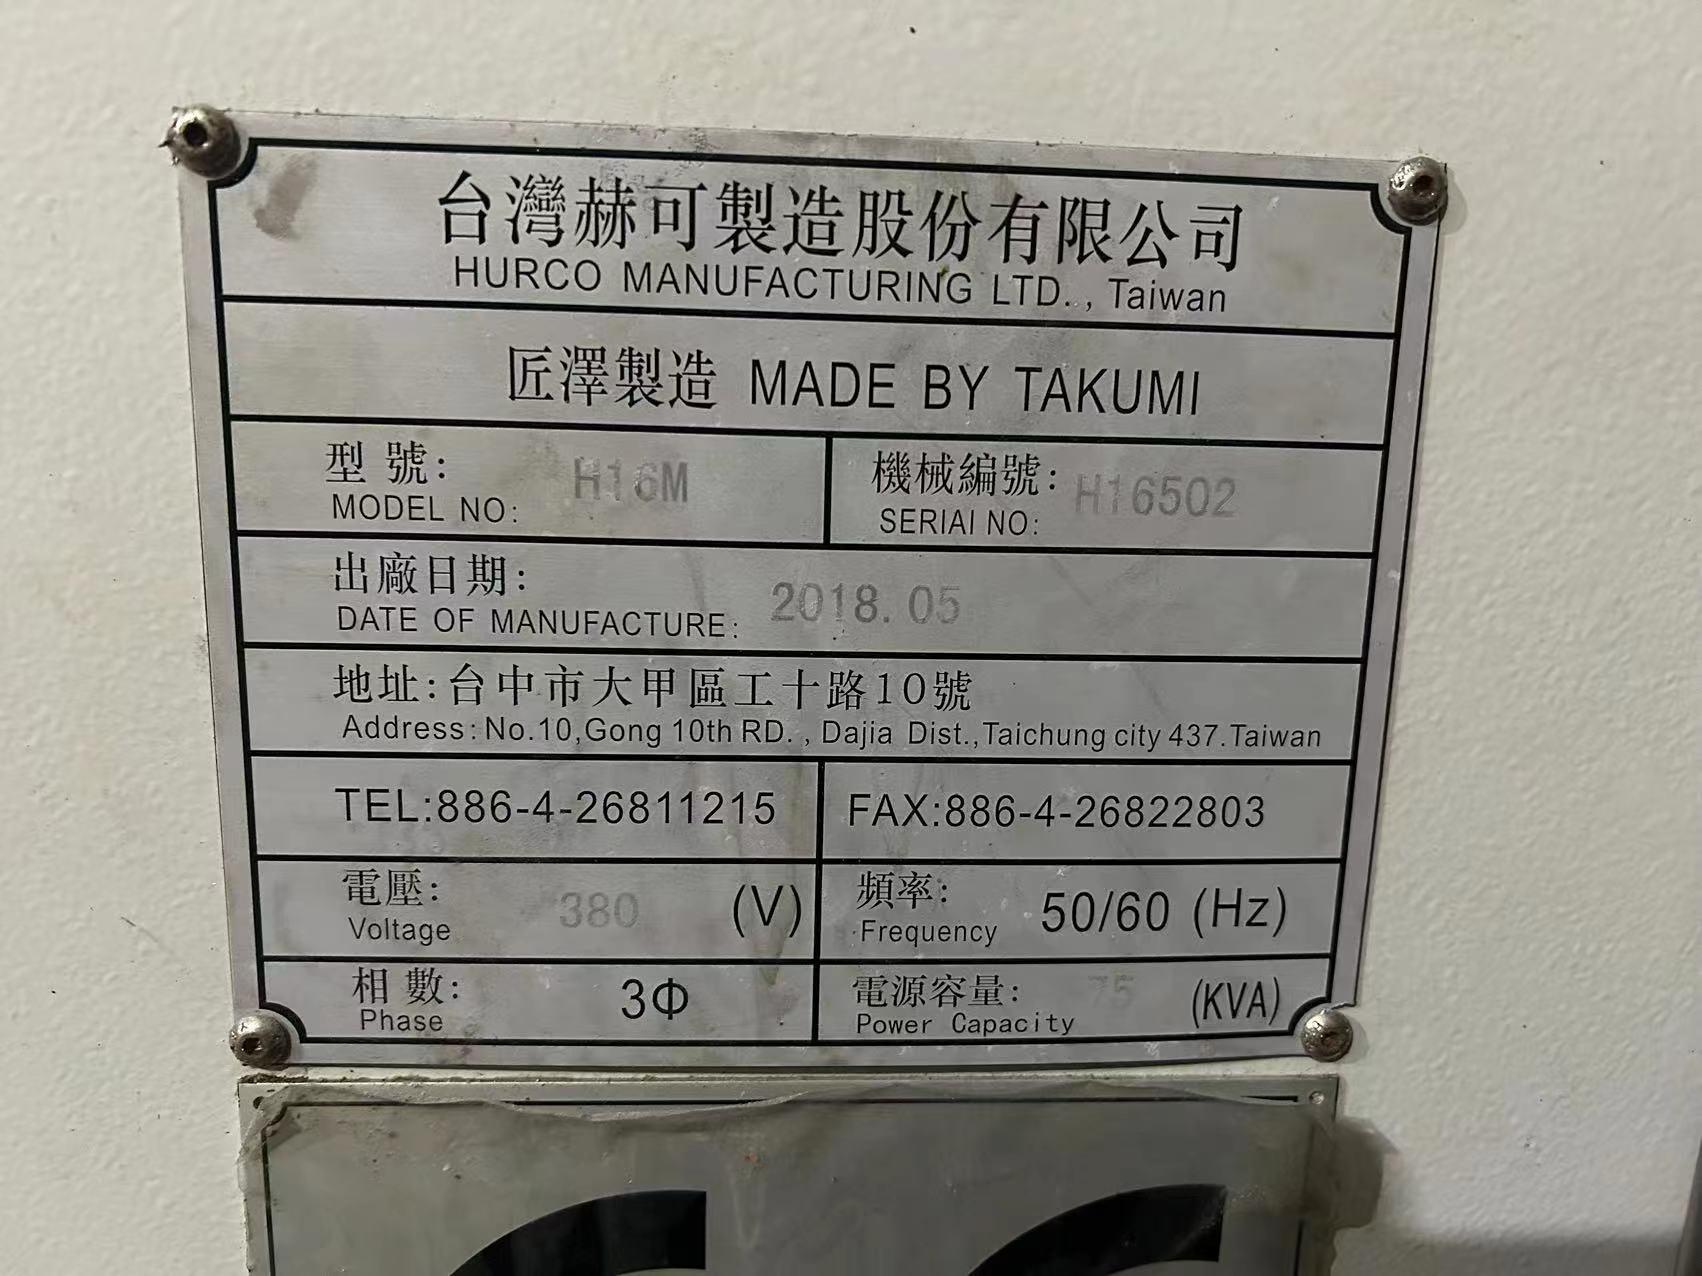 台灣赫可製造股份有限公司
HURCO MANUFACTURING LTD., Taiwan
匠澤製造 MADE BY TAKUMI
型號: H16M
MODEL NO:
機械編號: H16502
SERIAI NO:
出廠日期: 2018.05
DATE OF MANUFACTURE:
地址:台中市大甲區工十路10號
Address:No.10,Gong 10th RD., Dajia Dist.,Taichung city 437.Taiwan
TEL:886-4-26811215
FAX:886-4-26822803
電壓: 380 (V)
Voltage
頻率: 50/60 (Hz)
Frequency
相數: 3Φ
Phase
電源容量: 75 (KVA)
Power Capacity